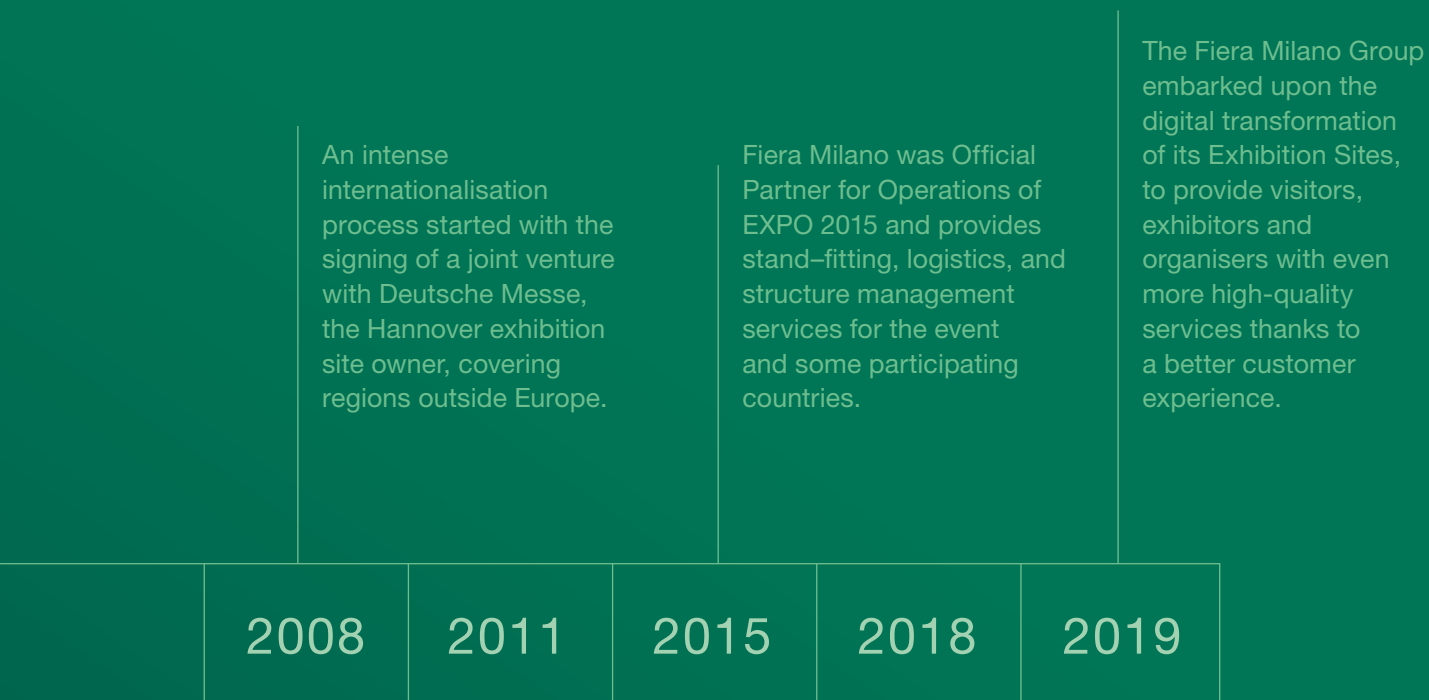 An intense
internationalisation
process started with the
signing of a joint venture
with Deutsche Messe,
the Hannover exhibition
site owner, covering
regions outside Europe.
Fiera Milano was Official
Partner for Operations of
EXPO 2015 and provides
stand–fitting, logistics, and
structure management
services for the event
and some participating
countries.
The Fiera Milano Group
embarked upon the
digital transformation
of its Exhibition Sites,
to provide visitors,
exhibitors and
organisers with even
more high-quality
services thanks to
a better customer
experience.
2008
2011
2015
2018
2019